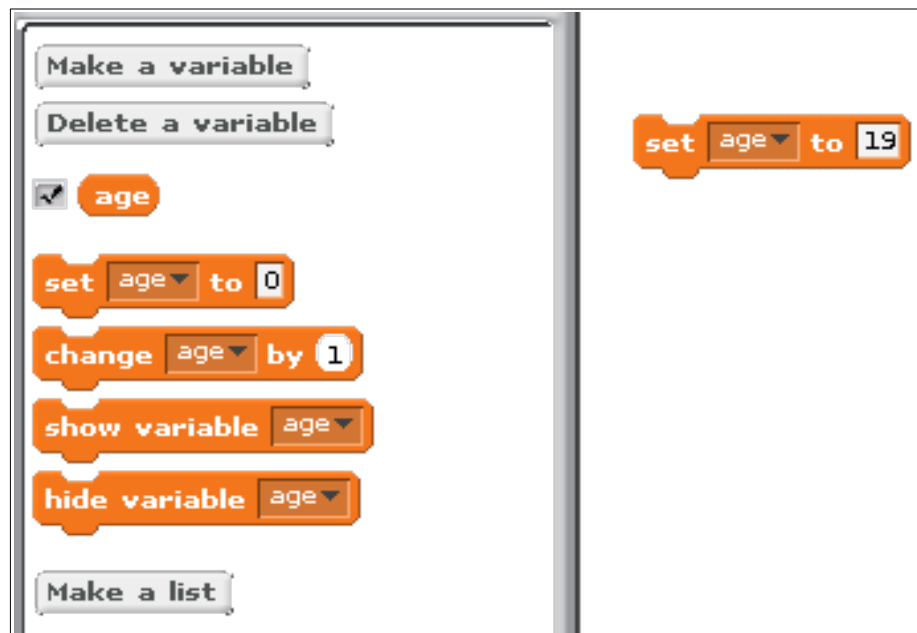 Make a variable
Delete a variable
age
set age to 0
change age by 1
show variable age
hide variable age
Make a list
set age to 19